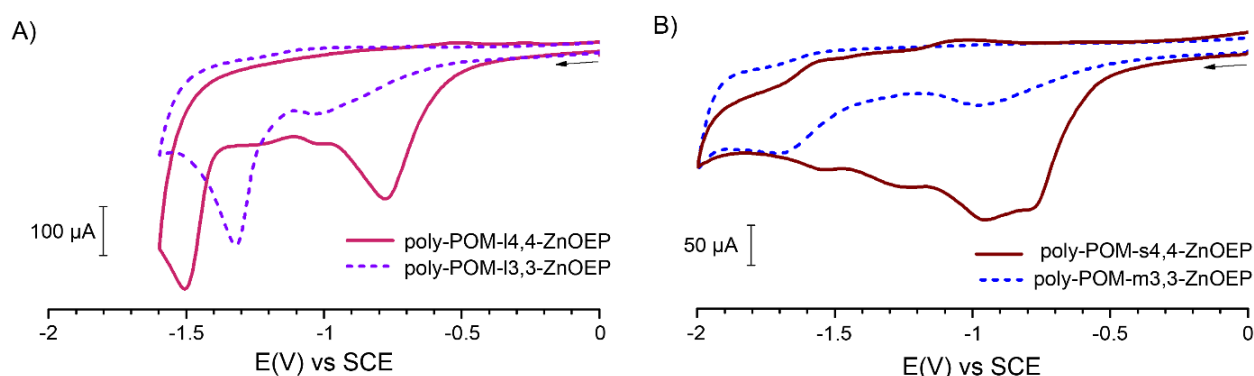 A)
100 µA
poly-POM-l4,4-ZnOEP
poly-POM-l3,3-ZnOEP
-2 -1.5 -1 -0.5 0
E(V) vs SCE
B)
50 µA
poly-POM-s4,4-ZnOEP
poly-POM-m3,3-ZnOEP
-2 -1.5 -1 -0.5 0
E(V) vs SCE